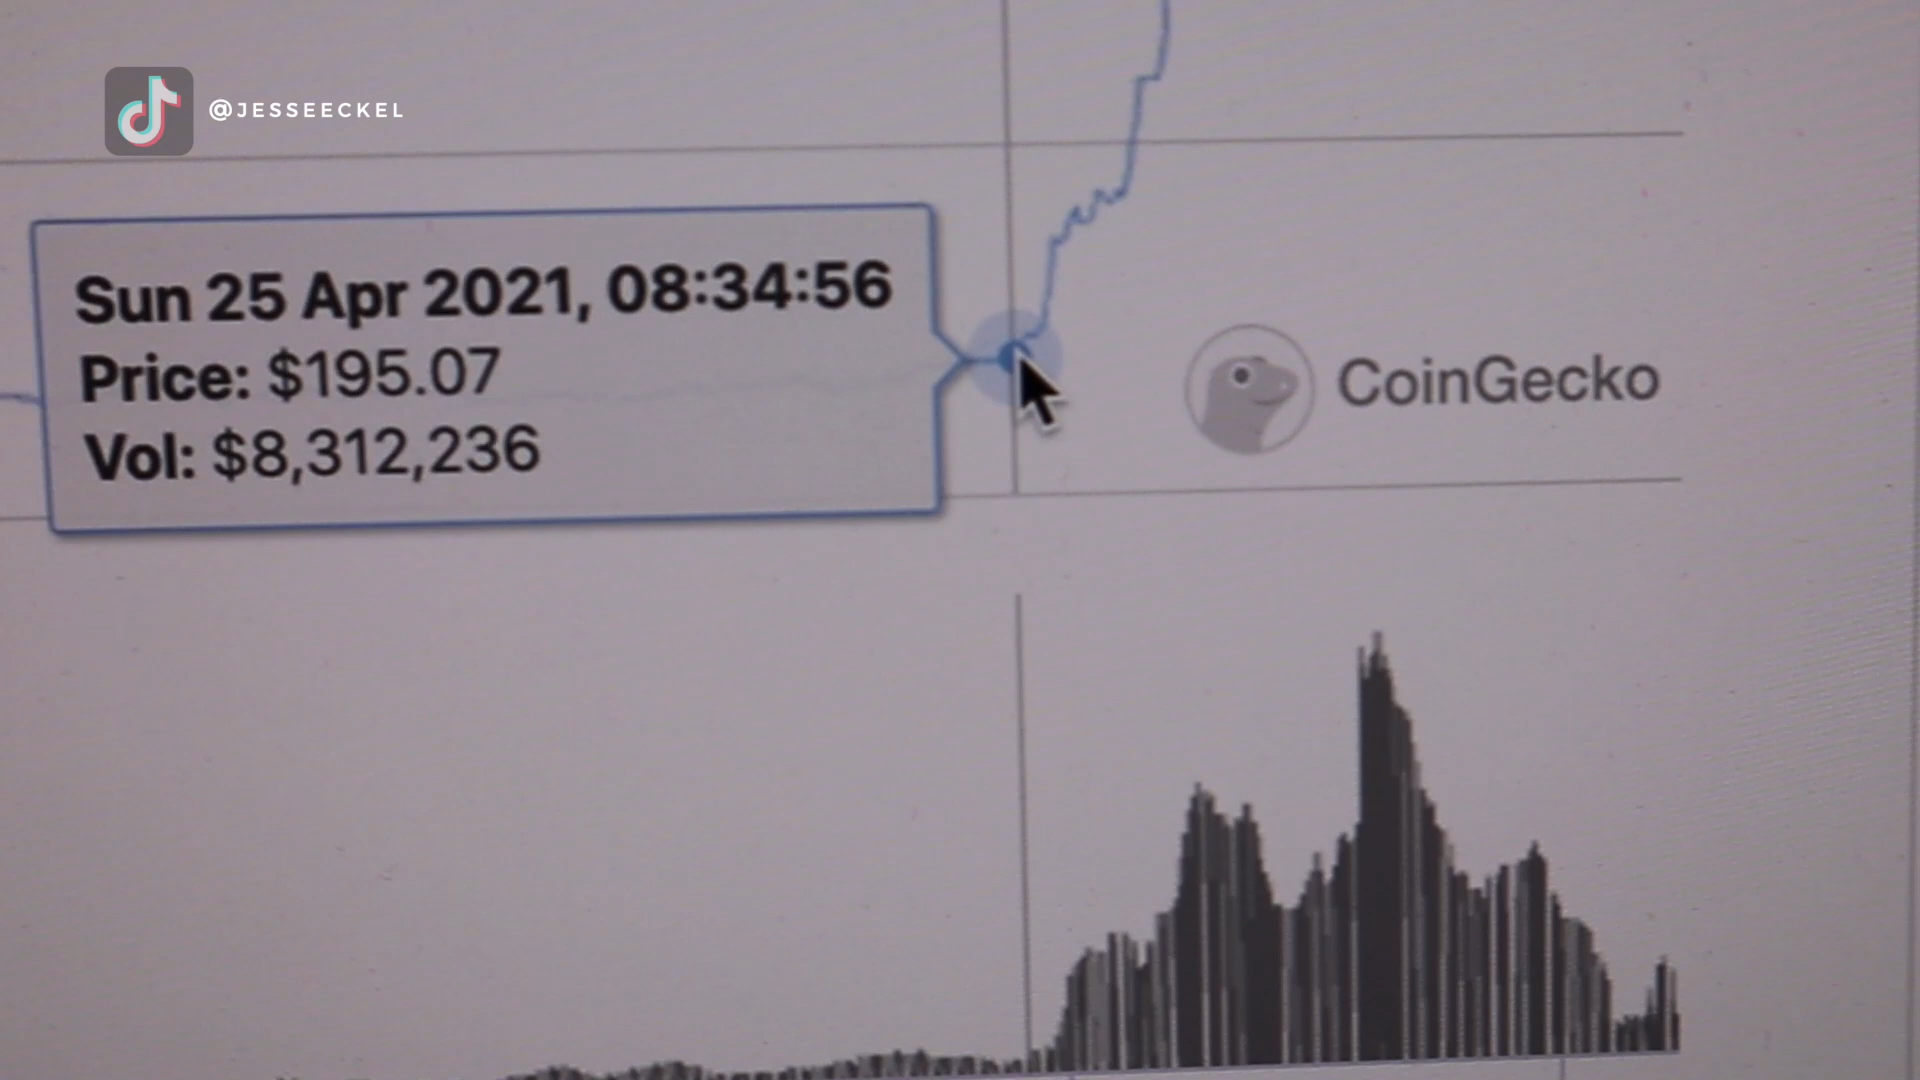 @JESSEECKEL
Sun 25 Apr 2021, 08:34:56
Price: $195.07
Vol: $8,312,236
CoinGecko